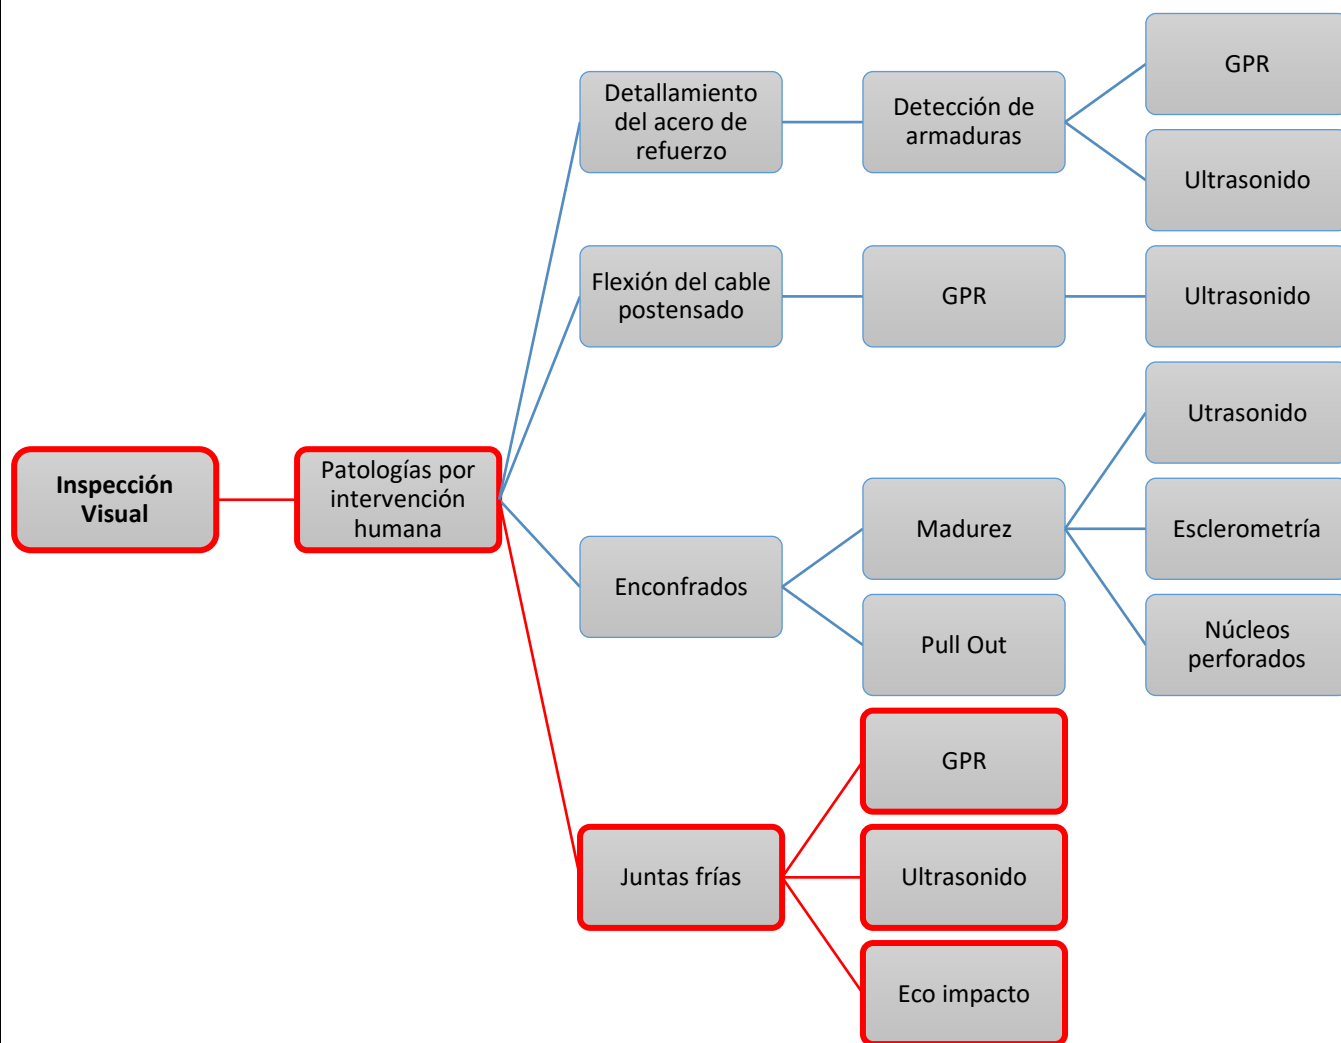 Inspección
Visual
Patologías por
intervención
humana
Detallamiento
del acero de
refuerzo
Detección de
armaduras
GPR
Ultrasonido
Flexión del cable
postensado
GPR
Ultrasonido
Enconfrados
Madurez
Utrasonido
Esclerometría
Núcleos
perforados
Pull Out
Juntas frías
GPR
Ultrasonido
Eco impacto